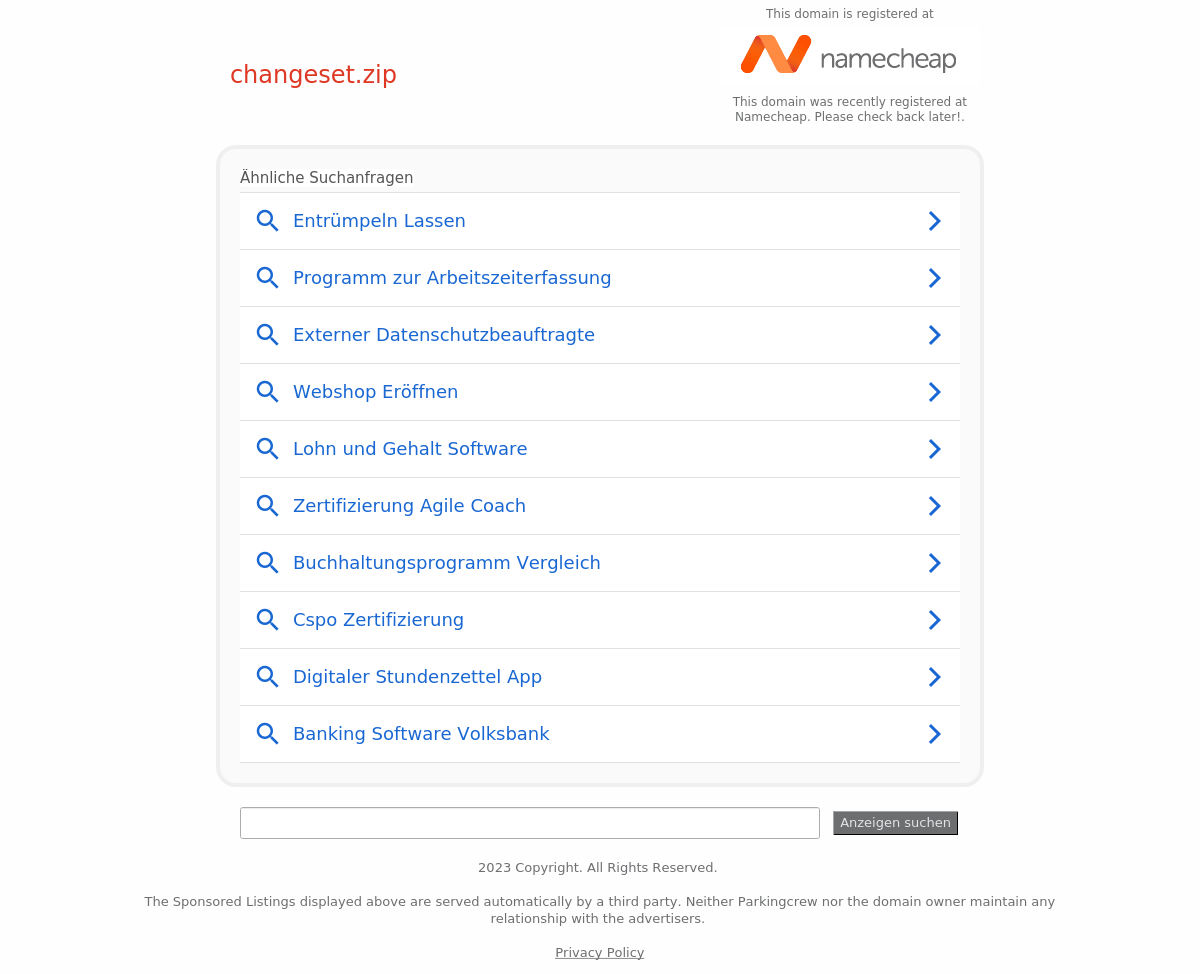 This domain is registered at
namecheap
changeset.zip
This domain was recently registered at
Namecheap. Please check back later!.
Ähnliche Suchanfragen
Entrümpeln Lassen
Programm zur Arbeitszeiterfassung
Externer Datenschutzbeauftragte
Webshop Eröffnen
Lohn und Gehalt Software
Zertifizierung Agile Coach
Buchhaltungsprogramm Vergleich
Cspo Zertifizierung
Digitaler Stundenzettel App
Banking Software Volksbank
Anzeigen suchen
2023 Copyright. All Rights Reserved.
The Sponsored Listings displayed above are served automatically by a third party. Neither Parkingcrew nor the domain owner maintain any
relationship with the advertisers.
Privacy Policy